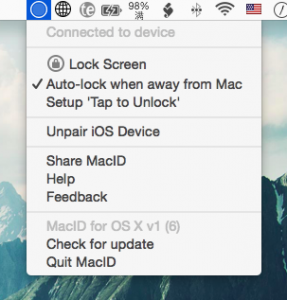 98%
満
Connected to device
Lock Screen
✓ Auto-lock when away from Mac
Setup 'Tap to Unlock'
Unpair iOS Device
Share MacID
Help
Feedback
MacID for OS X v1 (6)
Check for update
Quit MacID